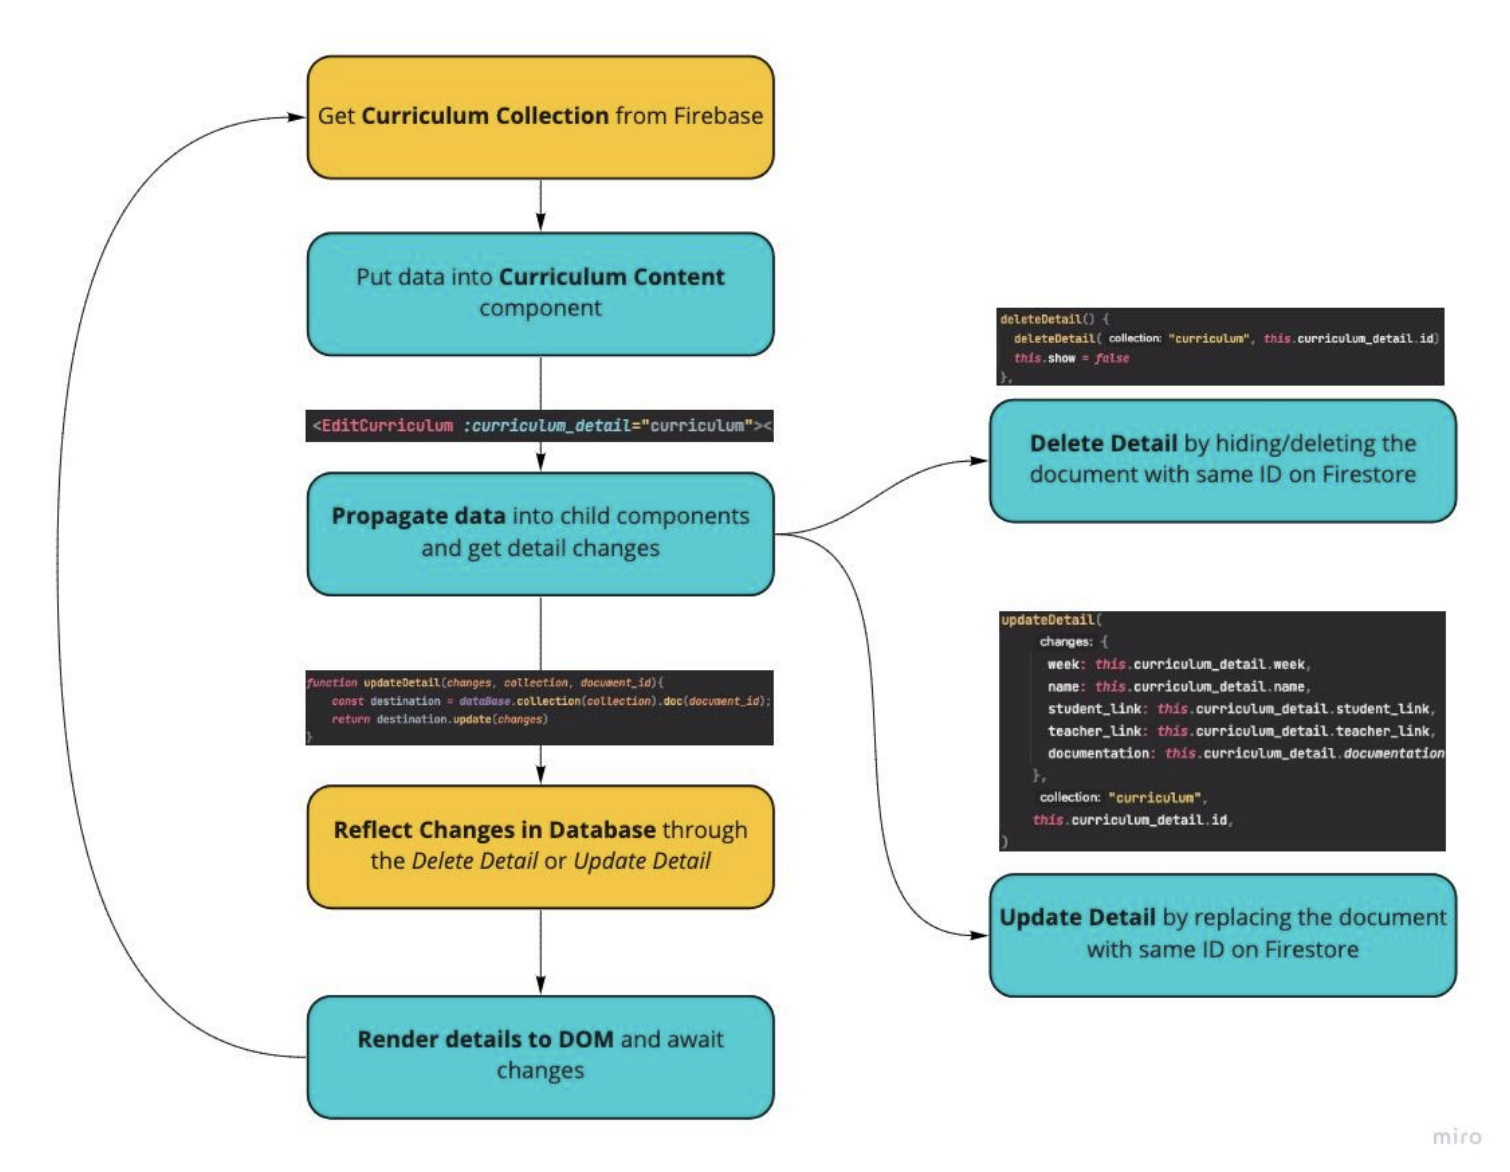 Get Curriculum Collection from Firebase
Put data into Curriculum Content
component
<EditCurriculum :curriculum_detail="curriculum"><
Propagate data into child components
and get detail changes
function updateDetail(changes, collection, document_id){
const destination = dataBase.collection(collection).doc(document_id);
return destination.update(changes)
}
Reflect Changes in Database through
the Delete Detail or Update Detail
Render details to DOM and await
changes
deleteDetail() {
deleteDetail( collection: "curriculum", this.curriculum_detail.id)
this.show = false
},
Delete Detail by hiding/deleting the
document with same ID on Firestore
updateDetail(
changes: {
week: this.curriculum_detail.week,
name: this.curriculum_detail.name,
student_link: this.curriculum_detail.student_link,
teacher_link: this.curriculum_detail.teacher_link,
documentation: this.curriculum_detail.documentation
},
collection: "curriculum",
this.curriculum_detail.id,
)
Update Detail by replacing the document
with same ID on Firestore
miro